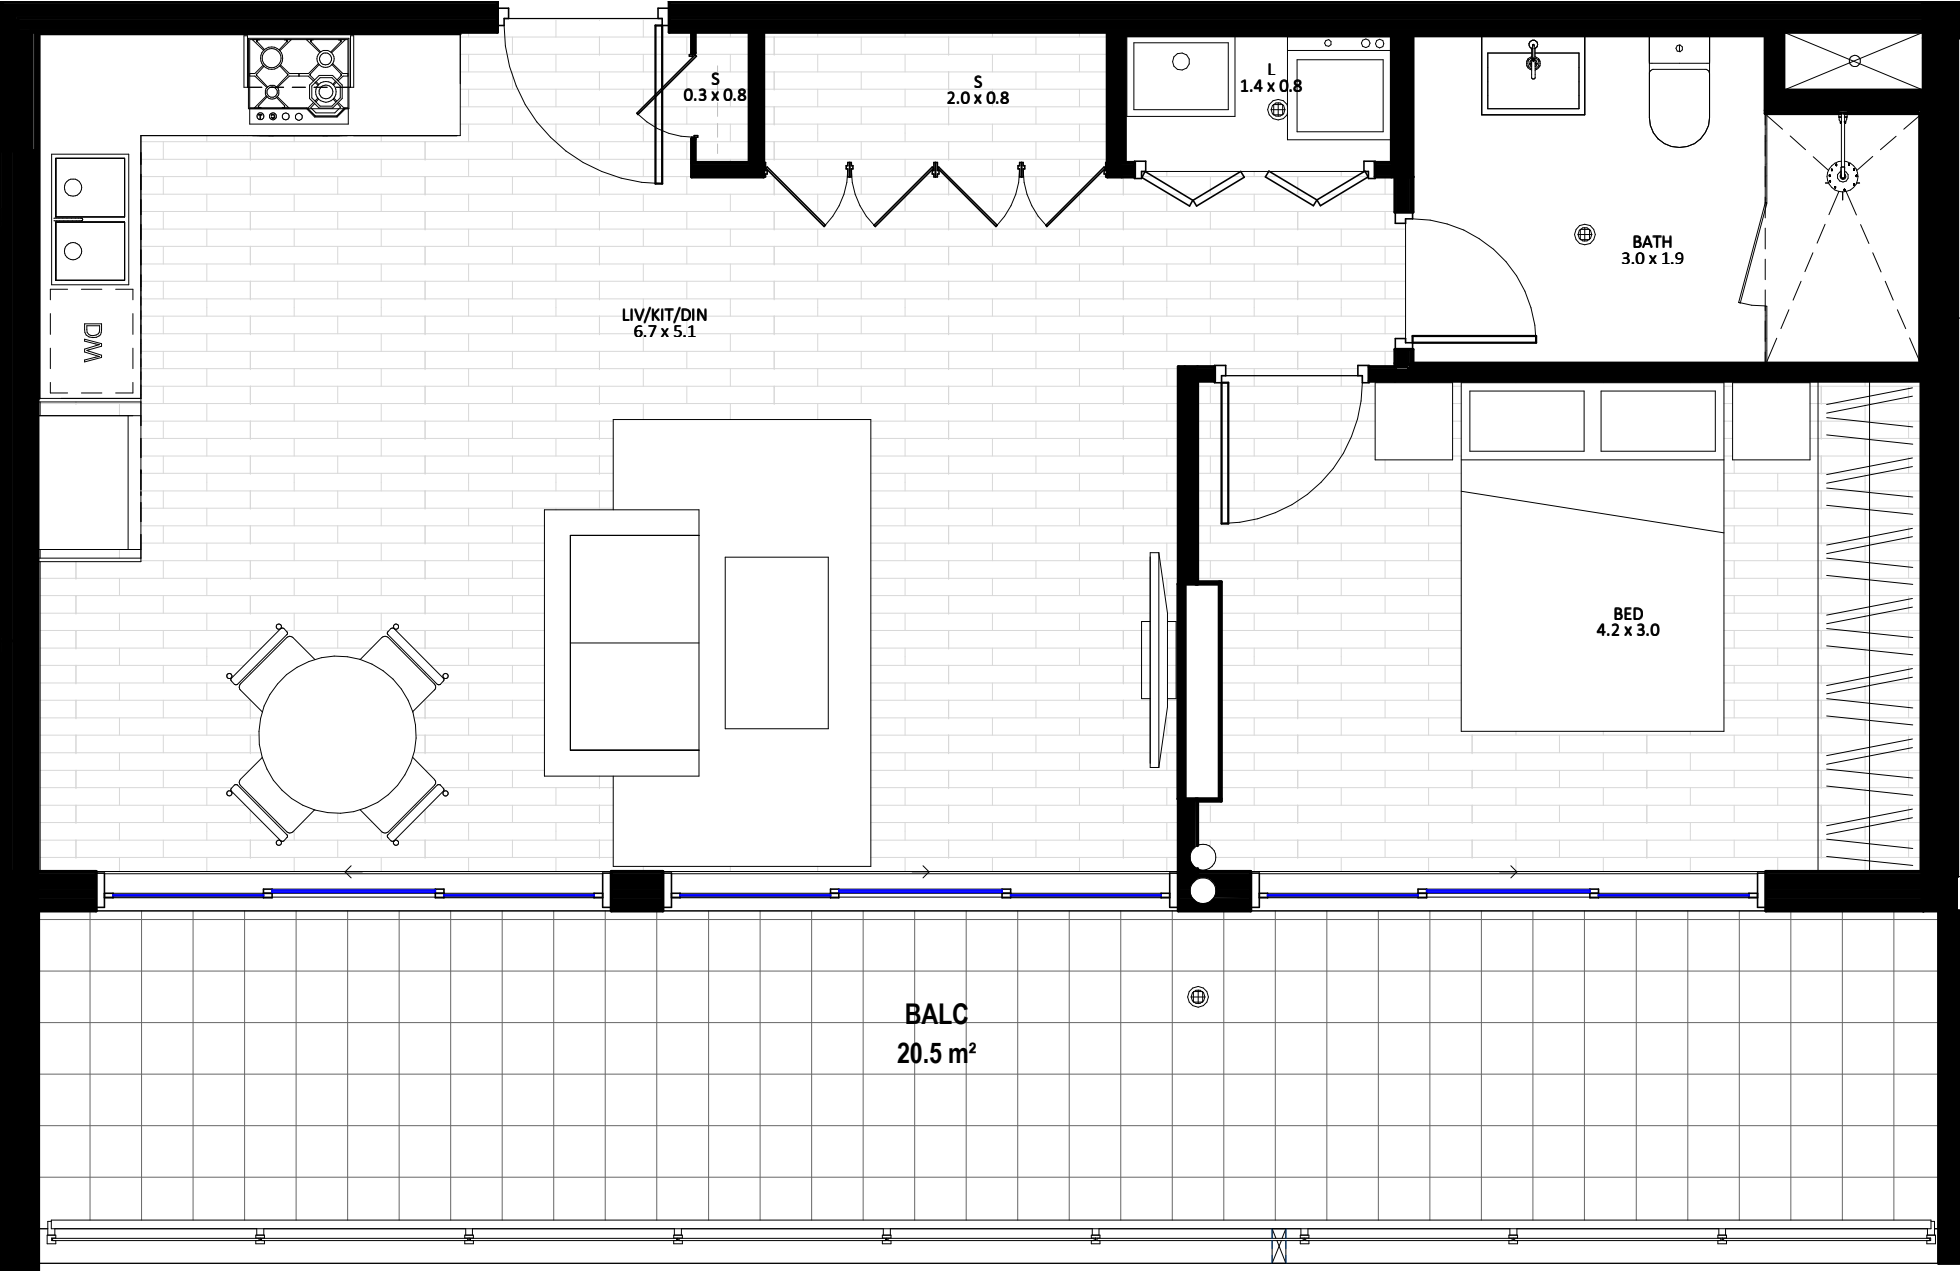 S
0.3 x 0.8
S
2.0 x 0.8
L
1.4 x 0.8
BATH
3.0 x 1.9
LIV/KIT/DIN
6.7 x 5.1
DW
BED
4.2 x 3.0
BALC
20.5 m²